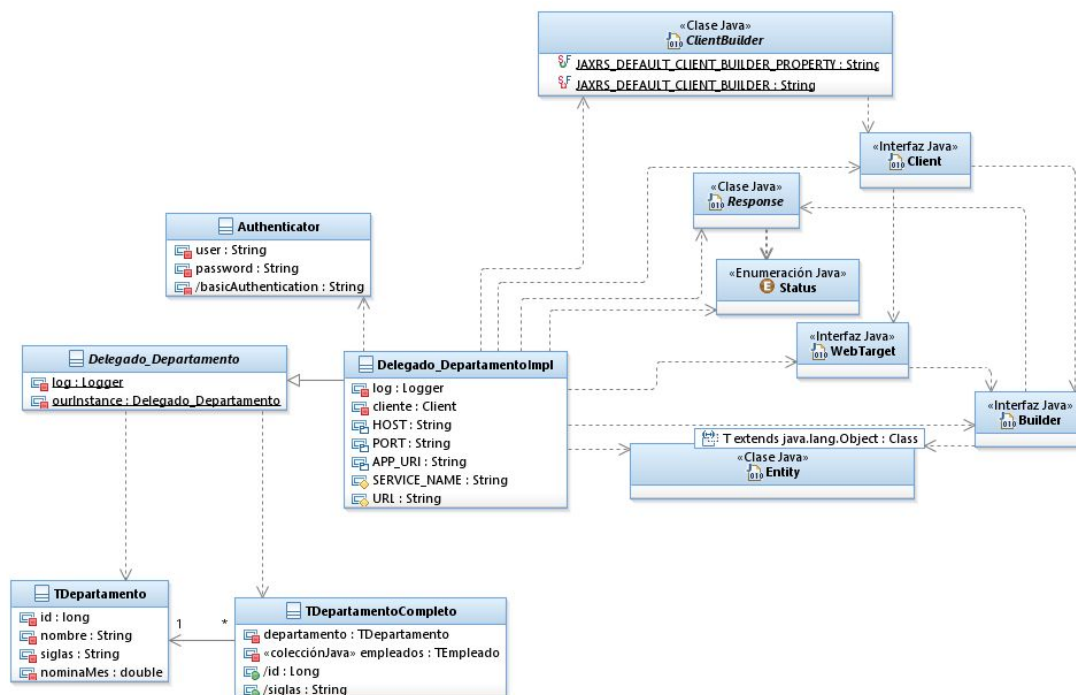 «Clase Java»
ClientBuilder
JAXRS_DEFAULT_CLIENT_BUILDER_PROPERTY : String
JAXRS_DEFAULT_CLIENT_BUILDER : String
«Interfaz Java»
Client
«Clase Java»
Response
«Enumeración Java»
Status
Authenticator
user : String
password : String
/basicAuthentication : String
«Interfaz Java»
WebTarget
Delegado_Departamento
log : Logger
ourInstance : Delegado_Departamento
Delegado_DepartamentoImpl
log : Logger
cliente : Client
HOST : String
PORT : String
APP_URI : String
SERVICE_NAME : String
URL : String
«Interfaz Java»
Builder
T extends java.lang.Object : Class
«Clase Java»
Entity
TDepartamento
id : long
nombre : String
siglas : String
nominaMes : double
1
*
TDepartamentoCompleto
departamento : TDepartamento
«colecciónJava» empleados : TEmpleado
/id : Long
/siglas : String